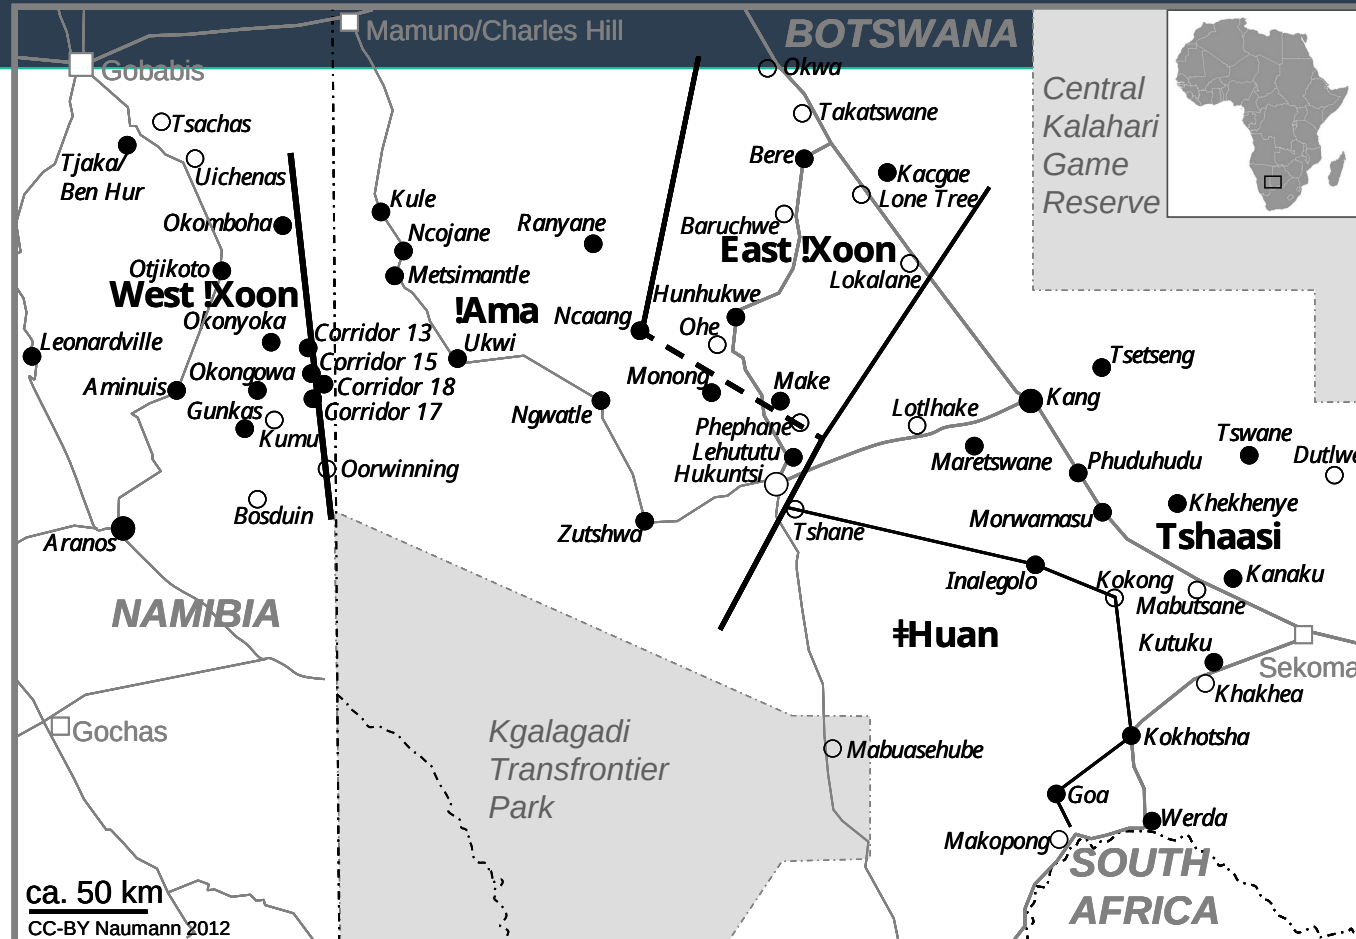 Mamuno/Charles Hill
BOTSWANA
Gobabis
Okwa
Central
Kalahari
Game
Reserve
Takatswane
Tsachas
Tjaka/
Ben Hur
Uichenas
Bere
Kacgae
Lone Tree
Kule
Okomboha
Ncojane
Ranyane
Baruchwe
East !Xoon
Otjikoto
Metsimantle
Lokalane
West !Xoon
!Ama
Hunhukwe
Okonyoka
Corridor 13
Ncaang
Ohe
Leonardville
Ukwi
Tsetseng
Corridor 15
Okongowa
Corridor 18
Aminuis
Monong
Make
Kang
Gunkas
Corridor 17
Ngwatle
Lotlhake
Kumu
Phephane
Tswane
Lehututu
Maretswane
Phuduhudu
Dutlwe
Oorwinning
Hukuntsi
Bosduin
Khekhenye
Morwamasu
Aranos
Zutshwa
Tshane
Tshaasi
Inalegolo
Kokong
Kanaku
Mabutsane
NAMIBIA
ǂHuan
Kutuku
Sekoma
Khakhea
Gochas
Kgalagadi
Transfrontier
Park
Mabuasehube
Kokhotsha
Goa
Werda
Makopong
SOUTH
AFRICA
ca. 50 km
CC-BY Naumann 2012